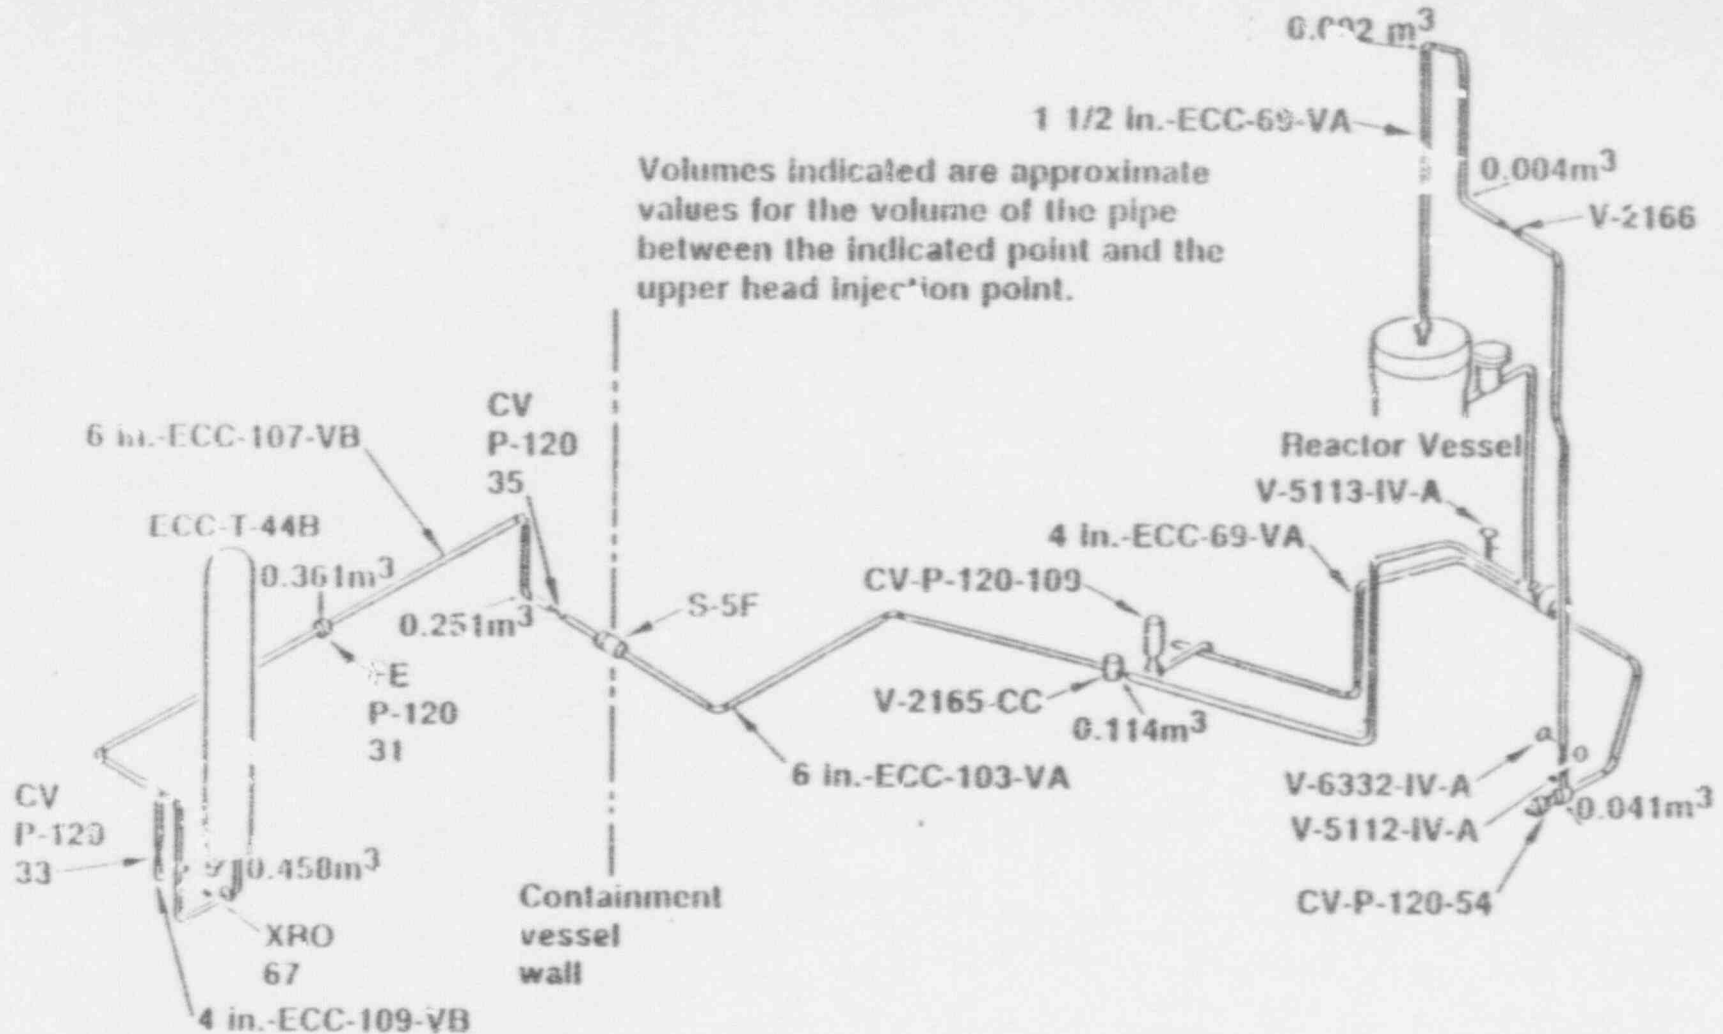 m³
1 1/2 in.-ECC-69-VA
Volumes indicated are approximate
values for the volume of the pipe
between the indicated point and the
upper head injection point.
0.004m³
V-2166
CV
P-120
35
6 in.-ECC-107-VB
ECC-T-44B
0.361m³
0.251m³
S-5F
FE
P-120
31
Reactor Vessel
V-5113-IV-A
4 in.-ECC-69-VA
CV-P-120-109
V-2165-CC
0.114m³
6 in.-ECC-103-VA
a
V-6332-IV-A
V-5112-IV-A
0.041m³
CV-P-120-54
CV
P-120
33
0.458m³
XRO
67
4 in.-ECC-109-VB
Containment
vessel
wall